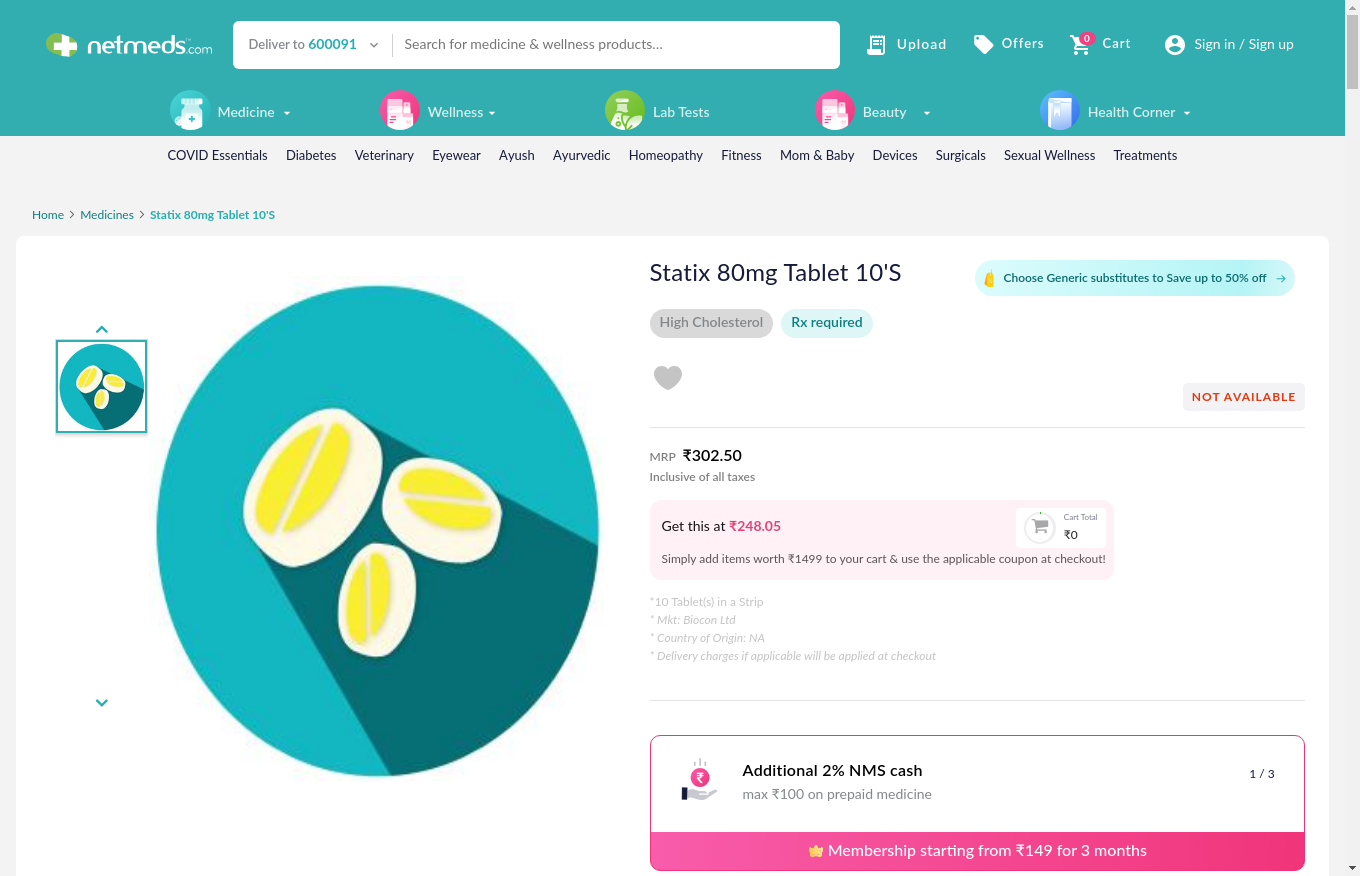 netmeds.com
Deliver to 600091
Search for medicine & wellness products...
Upload
Offers
0
Cart
Sign in / Sign up
Medicine
Wellness
Lab Tests
Beauty
Health Corner
COVID Essentials Diabetes Veterinary Eyewear Ayush Ayurvedic Homeopathy Fitness Mom & Baby Devices Surgicals Sexual Wellness Treatments
Home > Medicines > Statix 80mg Tablet 10'S
Statix 80mg Tablet 10'S
Choose Generic substitutes to Save up to 50% off →
High Cholesterol
Rx required
NOT AVAILABLE
MRP ₹302.50
Inclusive of all taxes
Get this at ₹248.05
Cart Total
₹0
Simply add items worth ₹1499 to your cart & use the applicable coupon at checkout!
*10 Tablet(s) in a Strip
* Mkt: Biocon Ltd
* Country of Origin: NA
* Delivery charges if applicable will be applied at checkout
₹
Additional 2% NMS cash
1 / 3
max ₹100 on prepaid medicine
Membership starting from ₹149 for 3 months